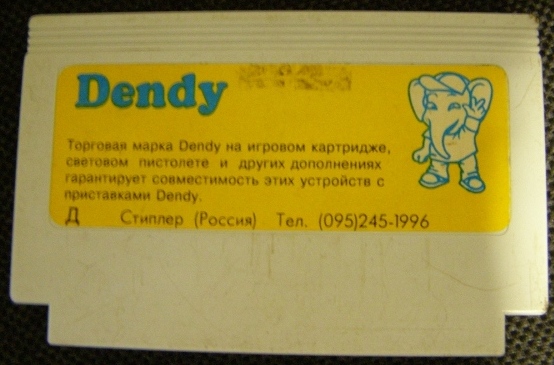 Dendy
Торговая марка Dendy на игровом картридже,
световом пистолете и других дополнениях
гарантирует совместимость этих устройств с
приставками Dendy.
Д Стиплер (Россия) Тел. (095)245-1996